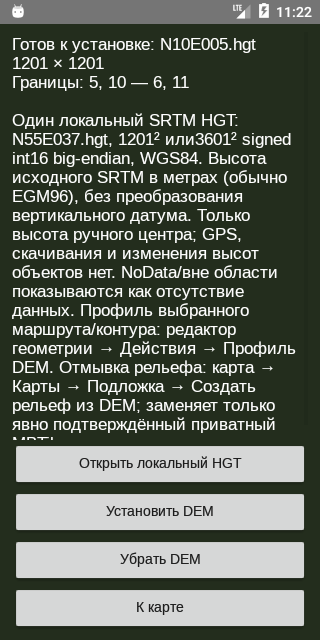 LTE 11:22
Готов к установке: N10E005.hgt
1201 × 1201
Границы: 5, 10 — 6, 11
Один локальный SRTM HGT:
N55E037.hgt, 1201² или3601² signed
int16 big-endian, WGS84. Высота
исходного SRTM в метрах (обычно
EGM96), без преобразования
вертикального датума. Только
высота ручного центра; GPS,
скачивания и изменения высот
объектов нет. NoData/вне области
показываются как отсутствие
данных. Профиль выбранного
маршрута/контура: редактор
геометрии → Действия → Профиль
DEM. Отмывка рельефа: карта →
Карты → Подложка → Создать
рельеф из DEM; заменяет только
явно подтверждённый приватный
Открыть локальный HGT
Установить DEM
Убрать DEM
К карте